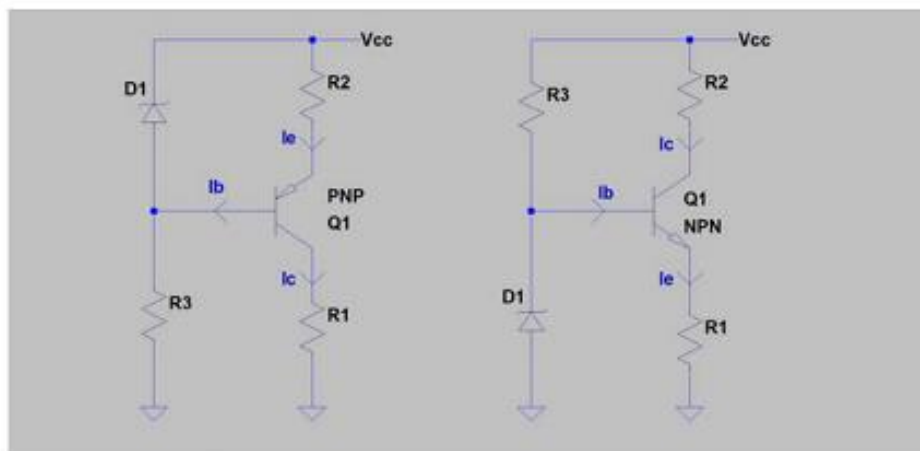 Vcc
R2
D1
Ie
Ib
PNP
Q1
Ic
R3
R1
Vcc
R2
R3
Ic
Ib
Q1
NPN
Ie
D1
R1